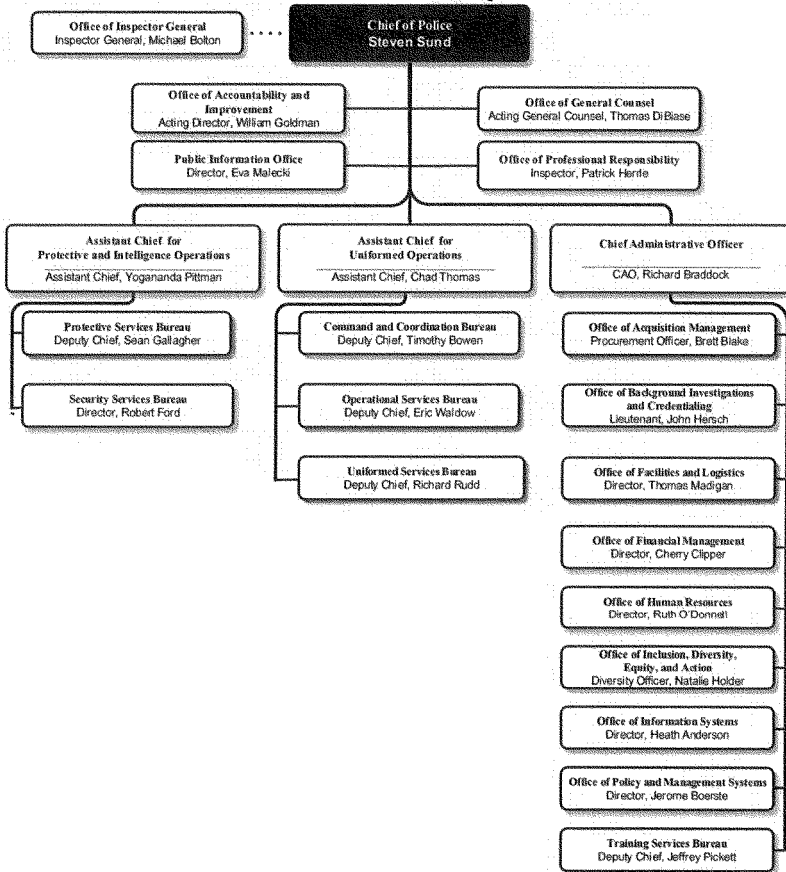 Office of Inspector General
Inspector General, Michael Bolton
Chief of Police
Steven Sund
Office of Accountability and
Improvement
Acting Director, William Goldman
Office of General Counsel
Acting General Counsel, Thomas DiBiase
Public Information Office
Director, Eva Malecki
Office of Professional Responsibility
Inspector, Patrick Herrle
Assistant Chief for
Protective and Intelligence Operations
Assistant Chief, Yogananda Pittman
Assistant Chief for
Uniformed Operations
Assistant Chief, Chad Thomas
Chief Administrative Officer
CAO, Richard Braddock
Protective Services Bureau
Deputy Chief, Sean Gallagher
Security Services Bureau
Director, Robert Ford
Command and Coordination Bureau
Deputy Chief, Timothy Bowen
Operational Services Bureau
Deputy Chief, Eric Waldow
Uniformed Services Bureau
Deputy Chief, Richard Rudd
Office of Acquisition Management
Procurement Officer, Brett Blake
Office of Background Investigations
and Credentialing
Lieutenant, John Hersch
Office of Facilities and Logistics
Director, Thomas Madigan
Office of Financial Management
Director, Cherry Clipper
Office of Human Resources
Director, Ruth O'Donnell
Office of Inclusion, Diversity,
Equity, and Action
Diversity Officer, Natalie Holder
Office of Information Systems
Director, Heath Anderson
Office of Policy and Management Systems
Director, Jerome Boerste
Training Services Bureau
Deputy Chief, Jeffrey Pickett